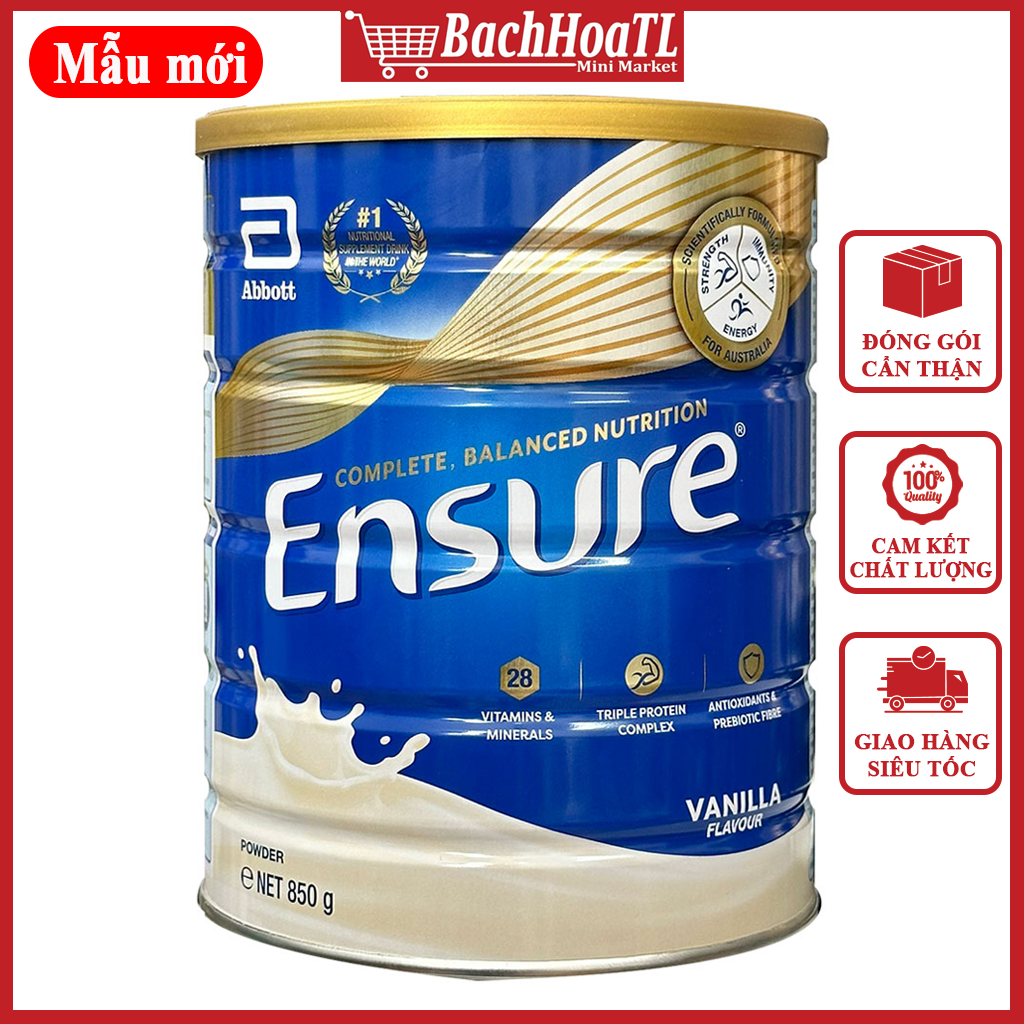 Mẫu mới
BachHoaTL
Mini Market
Abbott
#1
NUTRITIONAL
SUPPLEMENT DRINK
IN THE WORLD*
SCIENTIFICALLY FORMULATED
STRENGTH
IMMUNITY
ENERGY
FOR AUSTRALIA
COMPLETE, BALANCED NUTRITION
Ensure®
28
VITAMINS &
MINERALS
TRIPLE PROTEIN
COMPLEX
ANTIOXIDANTS &
PREBIOTIC FIBRE
VANILLA
FLAVOUR
POWDER
℮ NET 850 g
ĐÓNG GÓI
CẨN THẬN
100%
Quality
CAM KẾT
CHẤT LƯỢNG
GIAO HÀNG
SIÊU TỐC